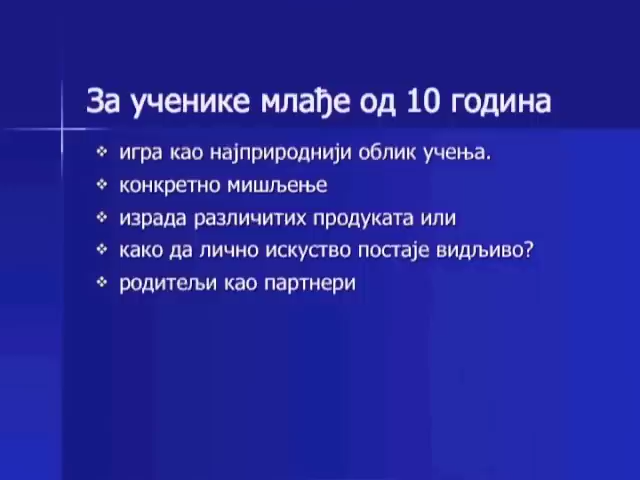 За ученике млађе од 10 година
игра као најприроднији облик учења.
конкретно мишљење
израда различитих продуката или
како да лично искуство постаје видљиво?
родитељи као партнери